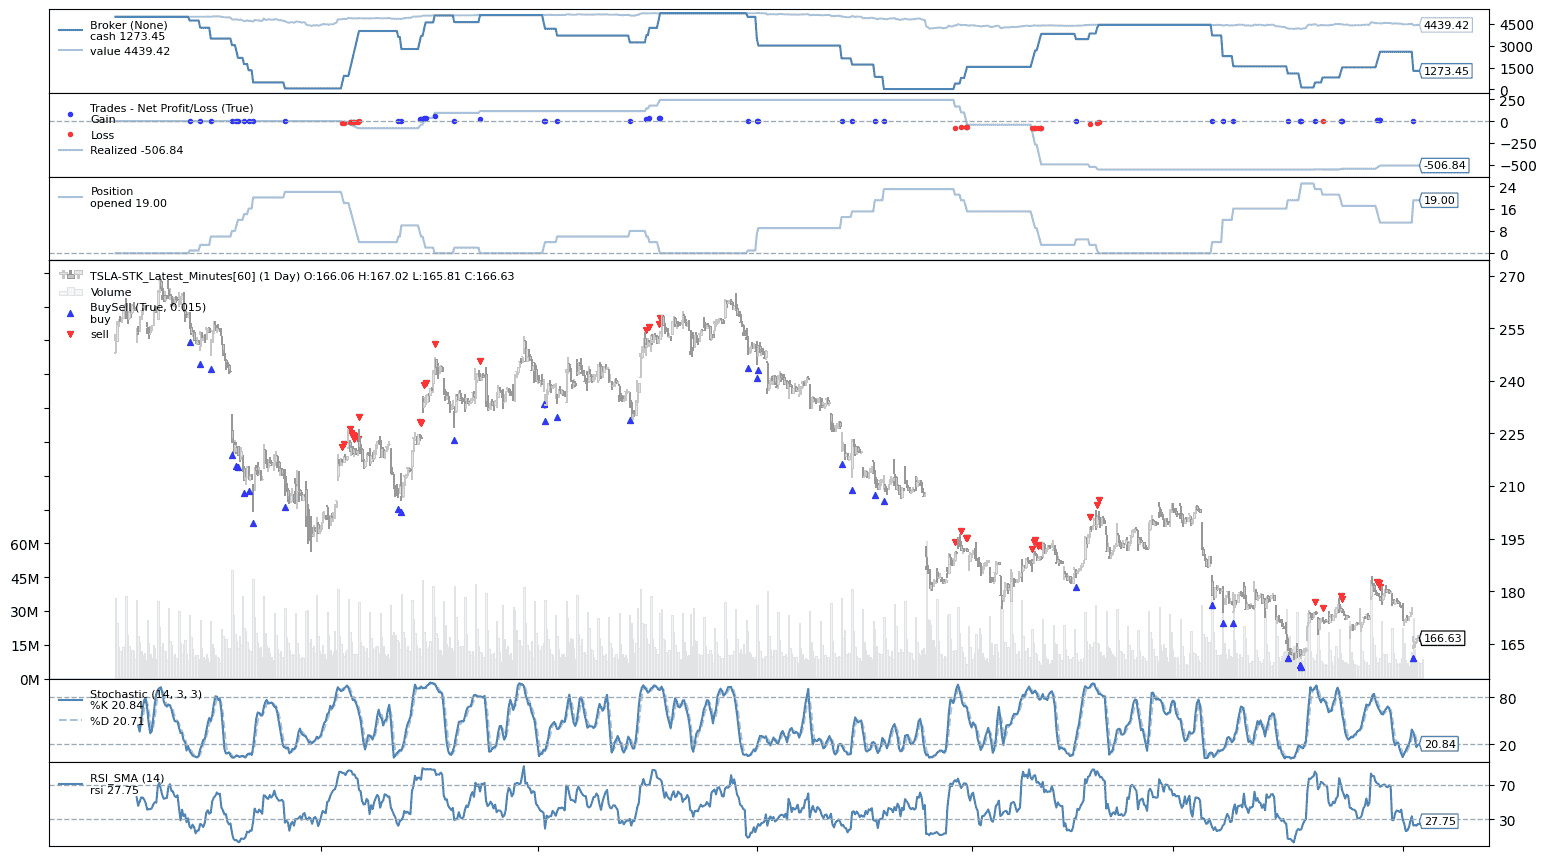 Broker (None)
cash 1273.45
value 4439.42
4439.42
1273.45
4500
3000
1500
0
Trades - Net Profit/Loss (True)
Gain
Loss
Realized -506.84
-506.84
250
0
−250
−500
Position
opened 19.00
19.00
24
16
8
0
TSLA-STK_Latest_Minutes[60] (1 Day) O:166.06 H:167.02 L:165.81 C:166.63
Volume
BuySell (True, 0.015)
buy
sell
270
255
240
225
210
195
180
165
166.63
60M
45M
30M
15M
0M
Stochastic (14, 3, 3)
%K 20.84
%D 20.71
80
20
20.84
RSI_SMA (14)
rsi 27.75
70
30
27.75